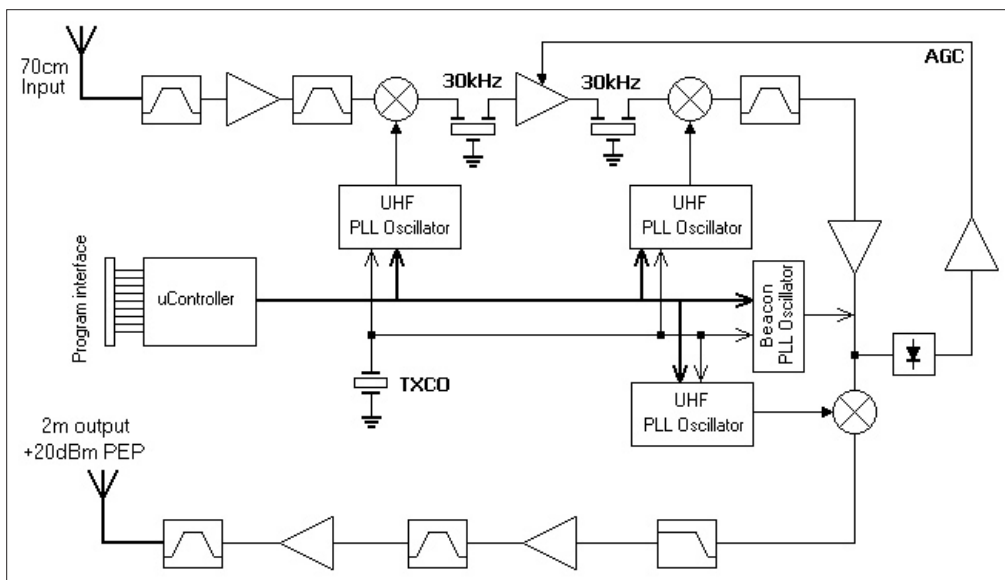 70cm
Input
30kHz
30kHz
AGC
UHF
PLL Oscillator
UHF
PLL Oscillator
Program interface
uController
Beacon
PLL Oscillator
TXCO
UHF
PLL Oscillator
2m output
+20dBm PEP